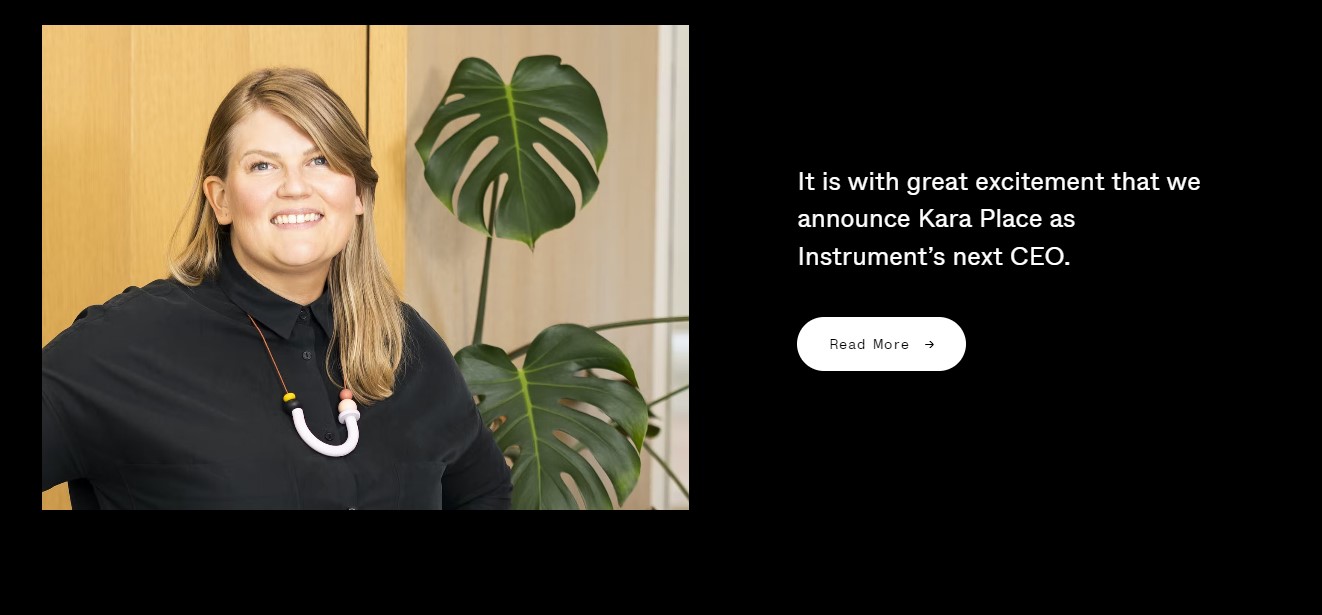 It is with great excitement that we
announce Kara Place as
Instrument’s next CEO.
Read More →